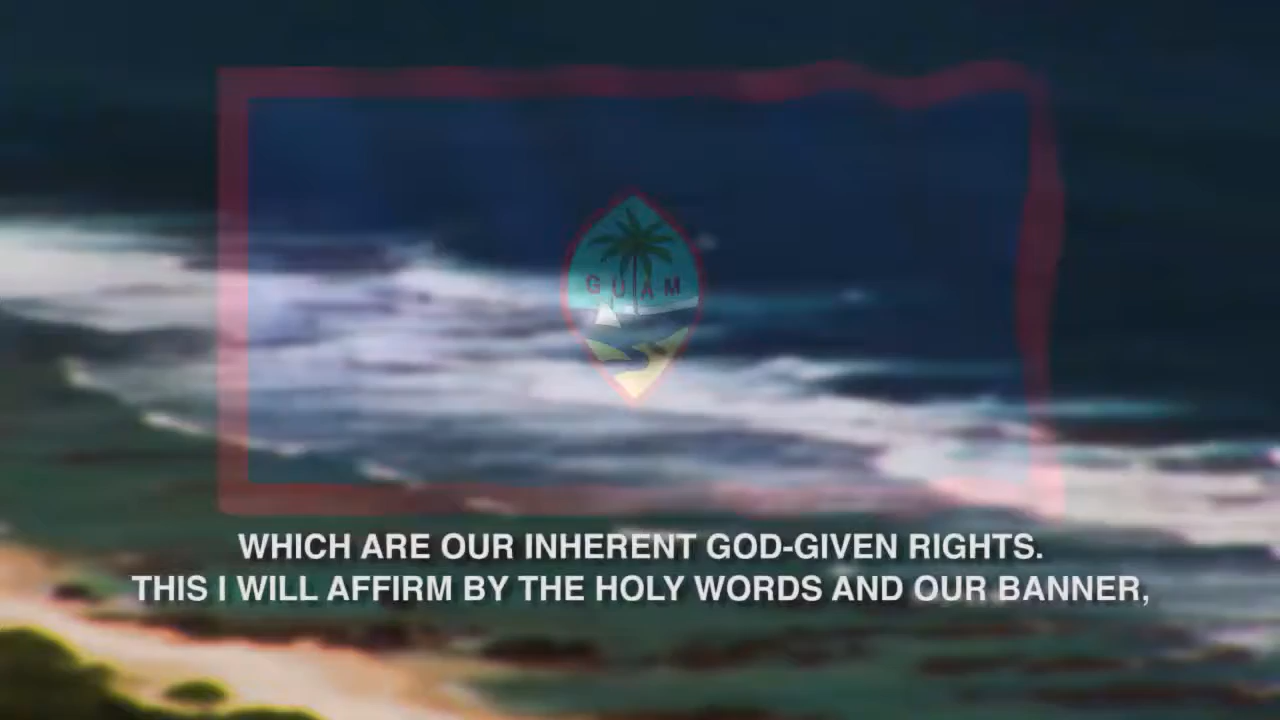 GUAM
WHICH ARE OUR INHERENT GOD-GIVEN RIGHTS.
THIS I WILL AFFIRM BY THE HOLY WORDS AND OUR BANNER,